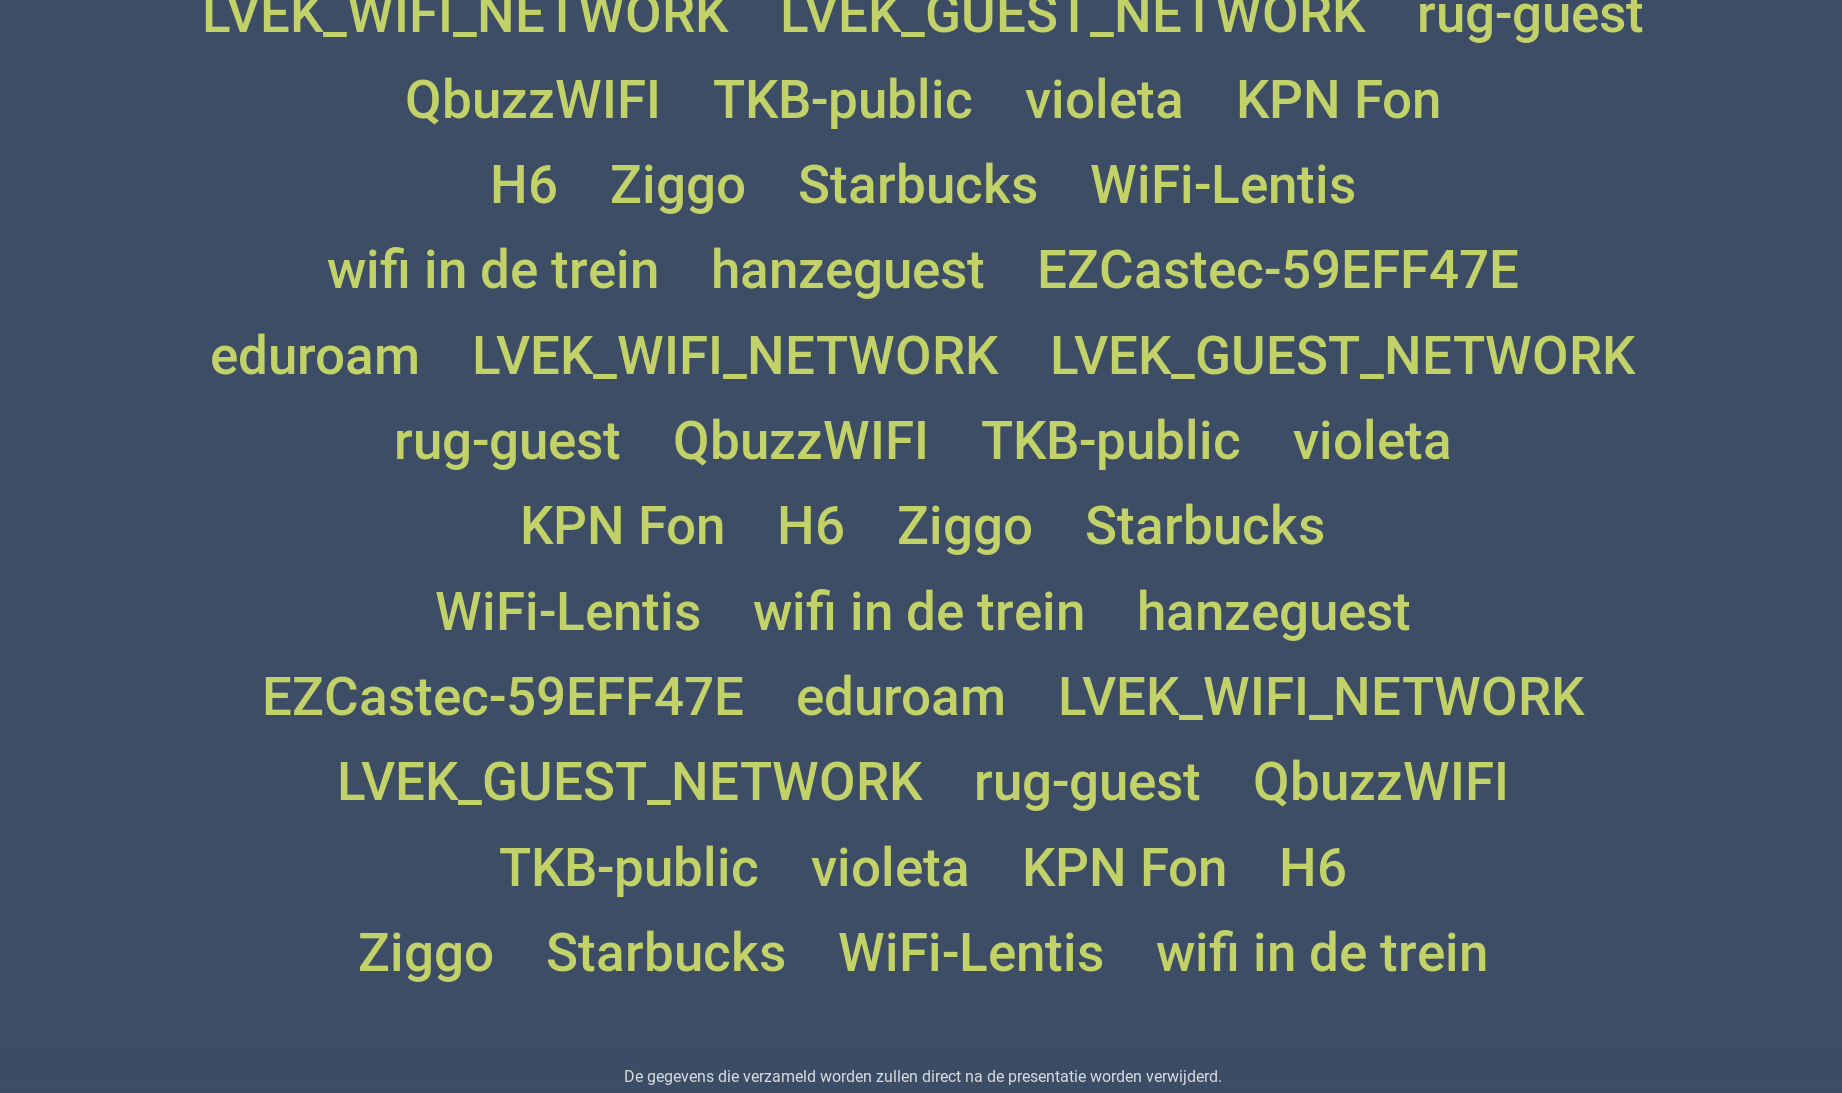 LVEK_WIFI_NETWORK LVEK_GUEST_NETWORK rug-guest
QbuzzWIFI TKB-public violeta KPN Fon
H6 Ziggo Starbucks WiFi-Lentis
wifi in de trein hanzeguest EZCastec-59EFF47E
eduroam LVEK_WIFI_NETWORK LVEK_GUEST_NETWORK
rug-guest QbuzzWIFI TKB-public violeta
KPN Fon H6 Ziggo Starbucks
WiFi-Lentis wifi in de trein hanzeguest
EZCastec-59EFF47E eduroam LVEK_WIFI_NETWORK
LVEK_GUEST_NETWORK rug-guest QbuzzWIFI
TKB-public violeta KPN Fon H6
Ziggo Starbucks WiFi-Lentis wifi in de trein
De gegevens die verzameld worden zullen direct na de presentatie worden verwijderd.